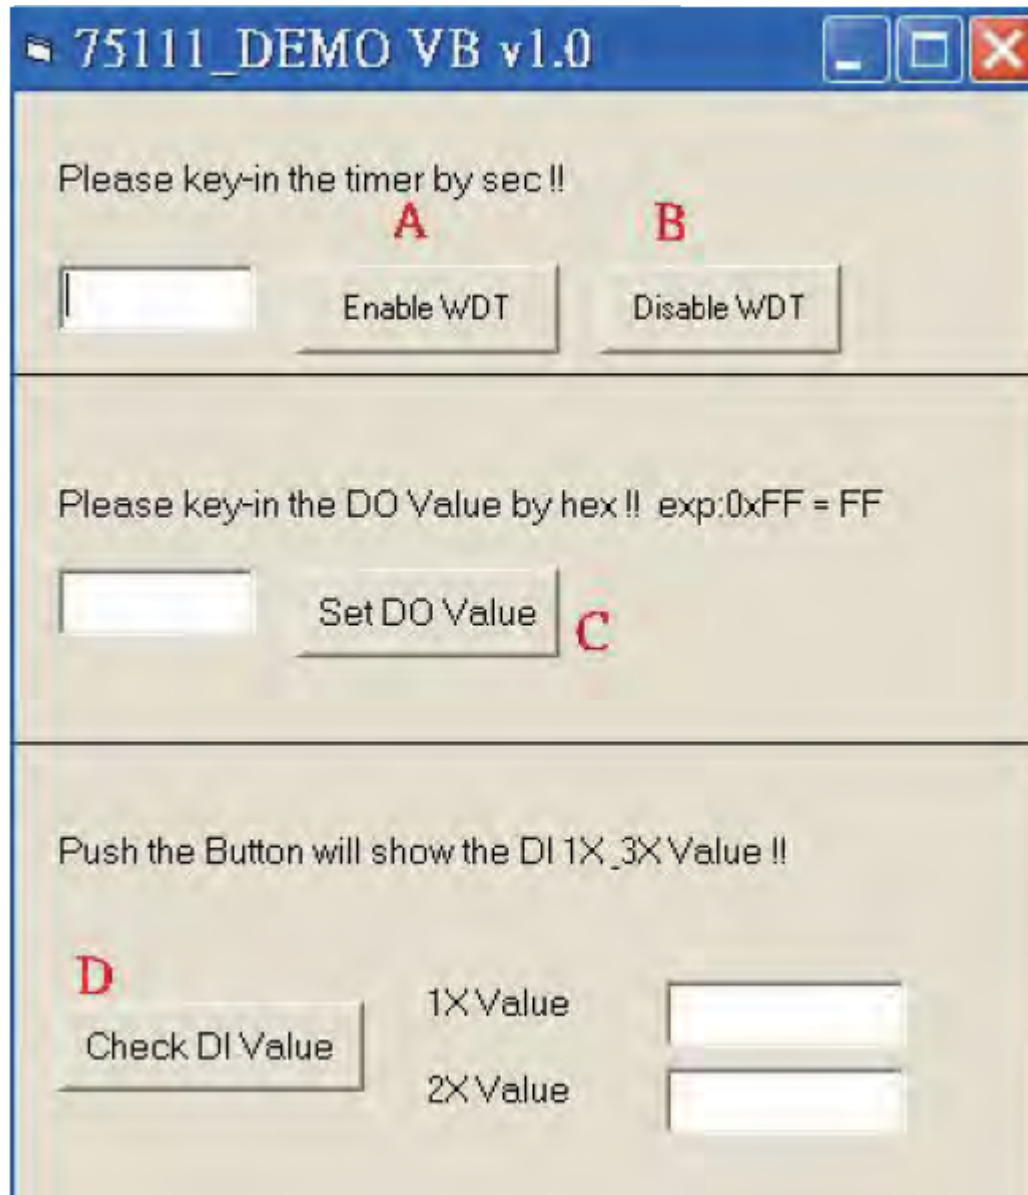 75111_DEMO VB v1.0
Please key-in the timer by sec !!
A
B
Enable WDT
Disable WDT
Please key-in the DO Value by hex !! exp:0xFF = FF
Set DO Value
C
Push the Button will show the DI 1X_3X Value !!
D
Check DI Value
1X Value
2X Value